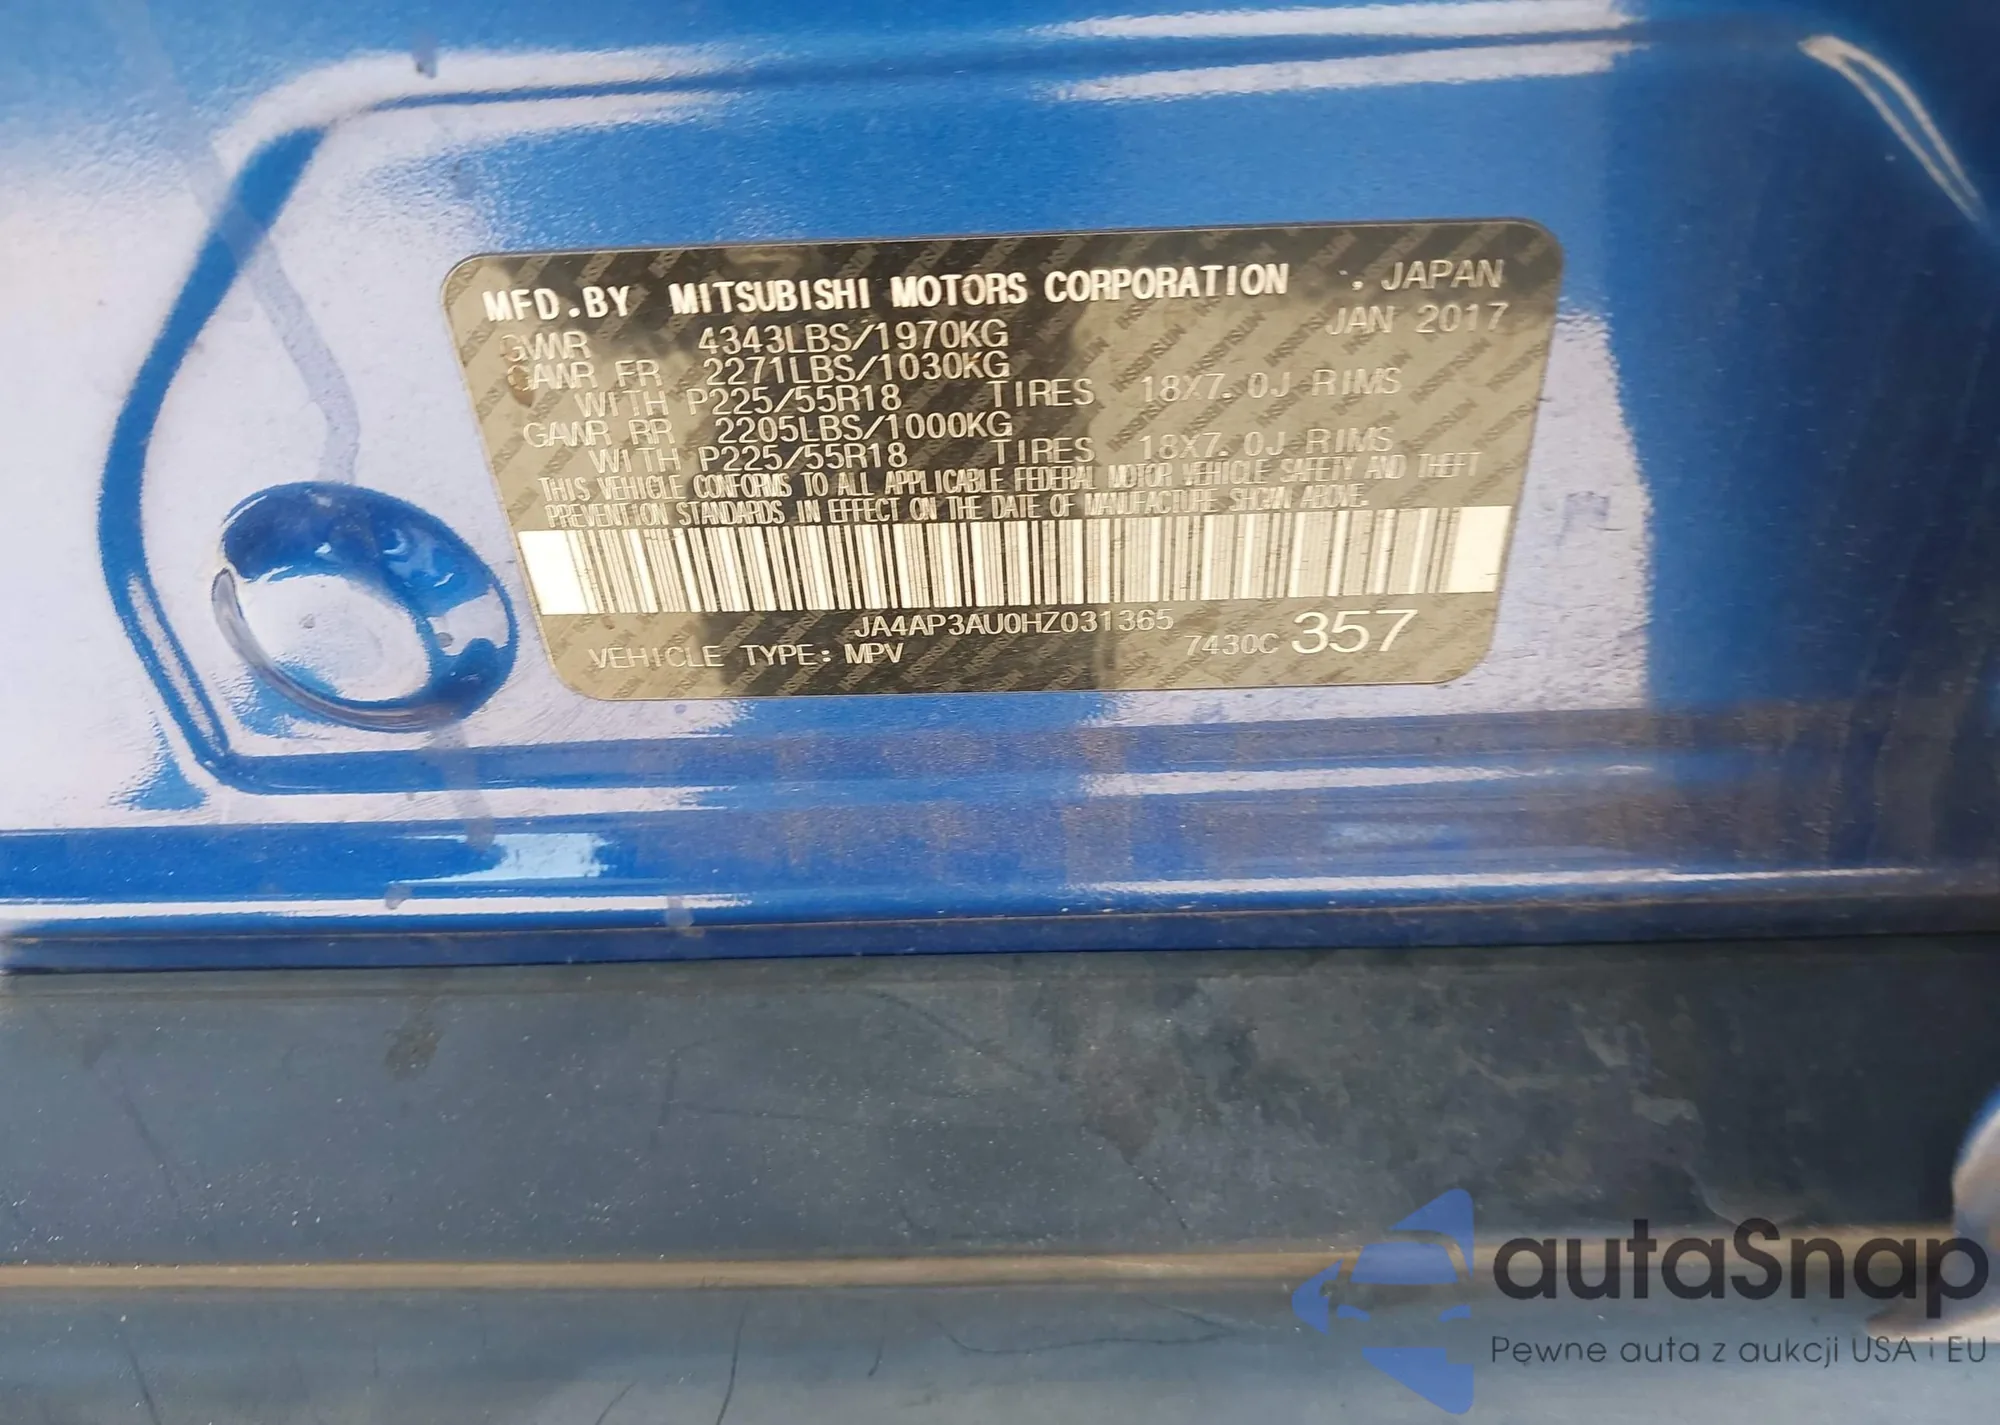 MFD.BY MITSUBISHI MOTORS CORPORATION . JAPAN
GVWR 4343LBS/1970KG JAN 2017
GAWR FR 2271LBS/1030KG
WITH P225/55R18 TIRES 18X7.0J RIMS
GAWR RR 2205LBS/1000KG
WITH P225/55R18 TIRES 18X7.0J RIMS
THIS VEHICLE CONFORMS TO ALL APPLICABLE FEDERAL MOTOR VEHICLE SAFETY AND THEFT
PREVENTION STANDARDS IN EFFECT ON THE DATE OF MANUFACTURE SHOWN ABOVE.
JA4AP3AU0HZ031365
VEHICLE TYPE: MPV 7430C 357
autaSnap
Pewne auta z aukcji USA i EU